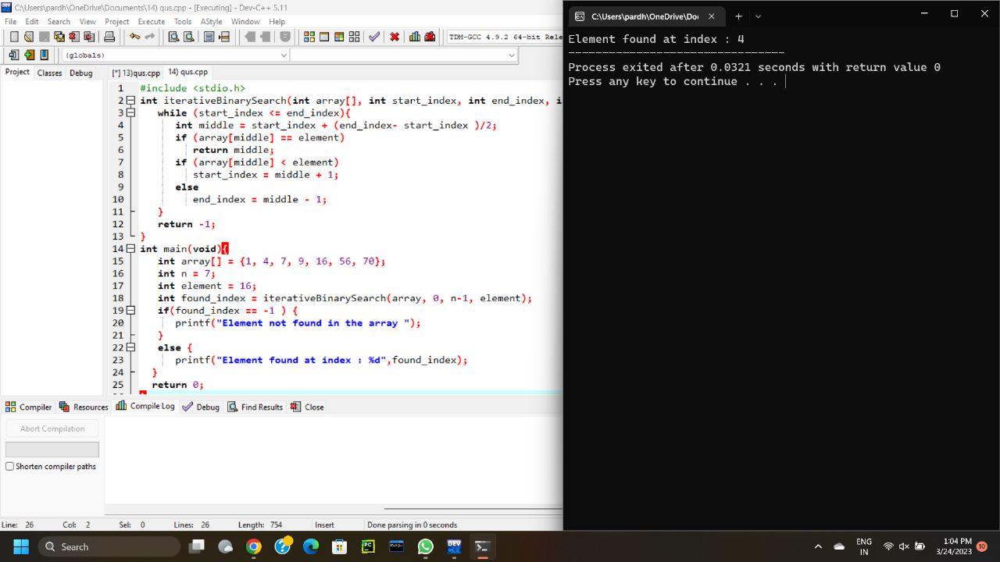 C:\Users\pardh\OneDrive\Documents\14) qus.cpp - [Executing] - Dev-C++ 5.11
File Edit Search View Project Execute Tools AStyle Window Help
TDM-GCC 4.9.2 64-bit Rele
(globals)
Project Classes Debug
[*] 13)qus.cpp 14) qus.cpp
1 #include <stdio.h>
2 int iterativeBinarySearch(int array[], int start_index, int end_index, i
3 while (start_index <= end_index){
4 int middle = start_index + (end_index- start_index )/2;
5 if (array[middle] == element)
6 return middle;
7 if (array[middle] < element)
8 start_index = middle + 1;
9 else
10 end_index = middle - 1;
11 }
12 return -1;
13 }
14 int main(void){
15 int array[] = {1, 4, 7, 9, 16, 56, 70};
16 int n = 7;
17 int element = 16;
18 int found_index = iterativeBinarySearch(array, 0, n-1, element);
19 if(found_index == -1 ) {
20 printf("Element not found in the array ");
21 }
22 else {
23 printf("Element found at index : %d",found_index);
24 }
25 return 0;
Compiler Resources Compile Log Debug Find Results Close
Abort Compilation
Shorten compiler paths
Line: 26 Col: 2 Sel: 0 Lines: 26 Length: 754 Insert Done parsing in 0 seconds
C:\Users\pardh\OneDrive\Doc
Element found at index : 4
--------------------------------
Process exited after 0.0321 seconds with return value 0
Press any key to continue . . .
Search
PC
MySQL
DEV
ENG
IN
1:04 PM
3/24/2023
10